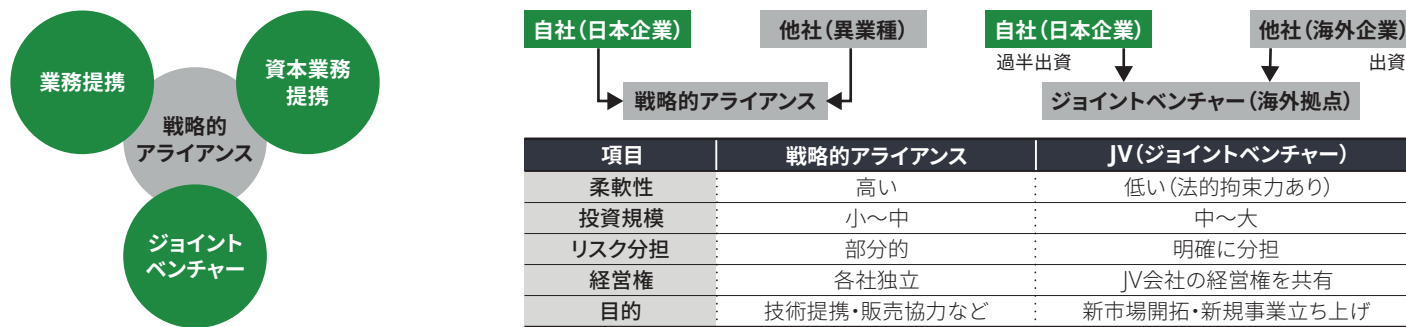 業務提携
資本業務
提携
戦略的
アライアンス
ジョイント
ベンチャー
自社（日本企業）
他社（異業種）
戦略的アライアンス
自社（日本企業）
他社（海外企業）
過半出資
出資
ジョイントベンチャー（海外拠点）
項目 戦略的アライアンス JV（ジョイントベンチャー）
柔軟性 高い 低い（法的拘束力あり）
投資規模 小〜中 中〜大
リスク分担 部分的 明確に分担
経営権 各社独立 JV会社の経営権を共有
目的 技術提携・販売協力など 新市場開拓・新規事業立ち上げ